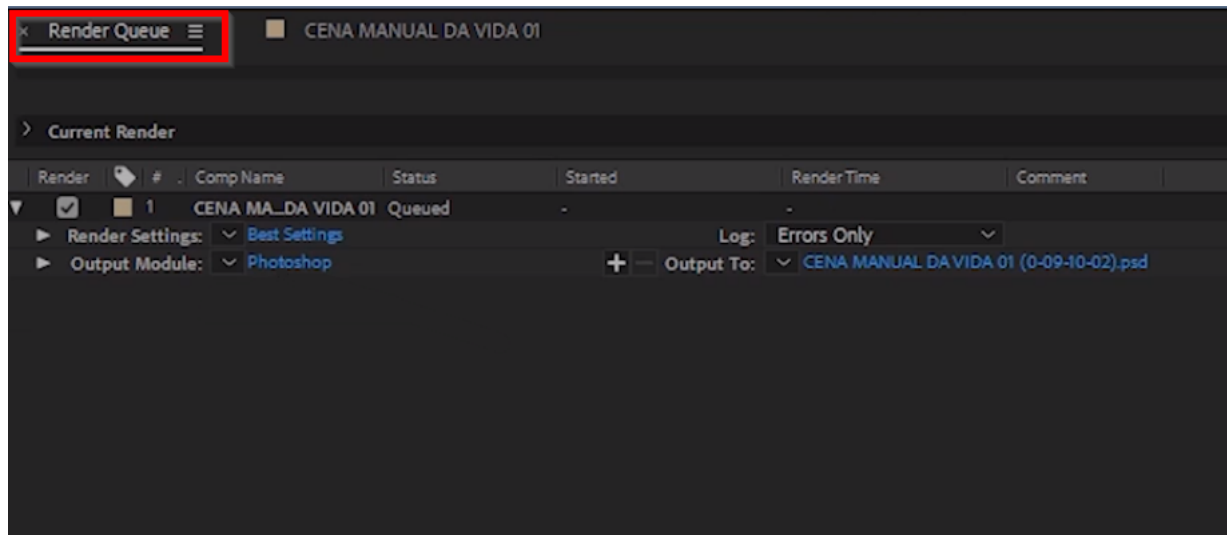 Render Queue CENA MANUAL DA VIDA 01
Current Render
Render # . Comp Name Status Started Render Time Comment
1 CENA MA_DA VIDA 01 Queued - -
Render Settings: Best Settings Log: Errors Only
Output Module: Photoshop Output To: CENA MANUAL DA VIDA 01 (0-09-10-02).psd